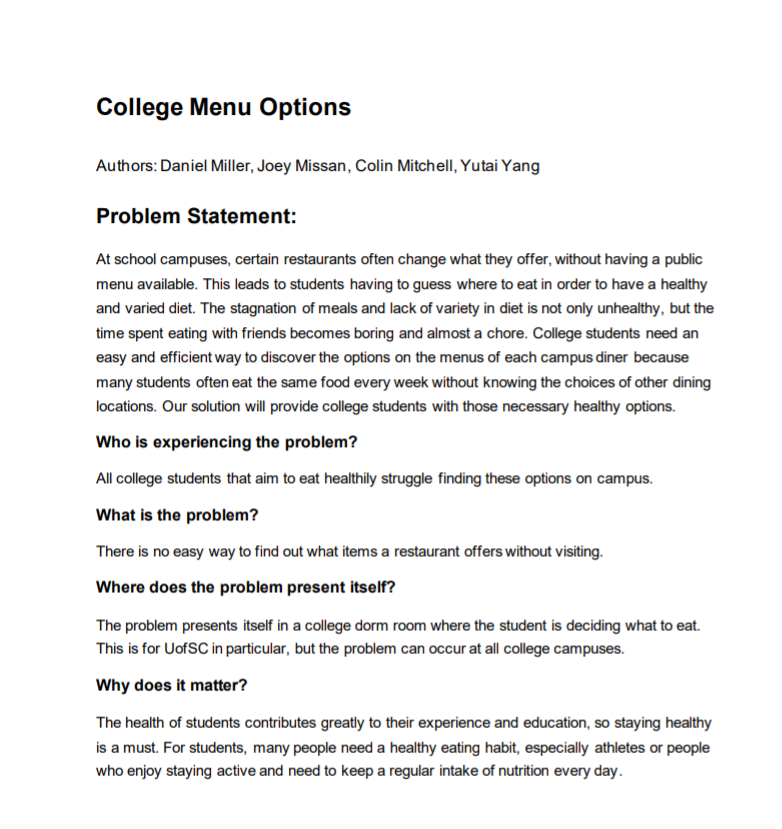 College Menu Options
Authors: Daniel Miller, Joey Missan, Colin Mitchell, Yutai Yang
Problem Statement:
At school campuses, certain restaurants often change what they offer, without having a public
menu available. This leads to students having to guess where to eat in order to have a healthy
and varied diet. The stagnation of meals and lack of variety in diet is not only unhealthy, but the
time spent eating with friends becomes boring and almost a chore. College students need an
easy and efficient way to discover the options on the menus of each campus diner because
many students often eat the same food every week without knowing the choices of other dining
locations. Our solution will provide college students with those necessary healthy options.
Who is experiencing the problem?
All college students that aim to eat healthily struggle finding these options on campus.
What is the problem?
There is no easy way to find out what items a restaurant offers without visiting.
Where does the problem present itself?
The problem presents itself in a college dorm room where the student is deciding what to eat.
This is for UofSC in particular, but the problem can occur at all college campuses.
Why does it matter?
The health of students contributes greatly to their experience and education, so staying healthy
is a must. For students, many people need a healthy eating habit, especially athletes or people
who enjoy staying active and need to keep a regular intake of nutrition every day.